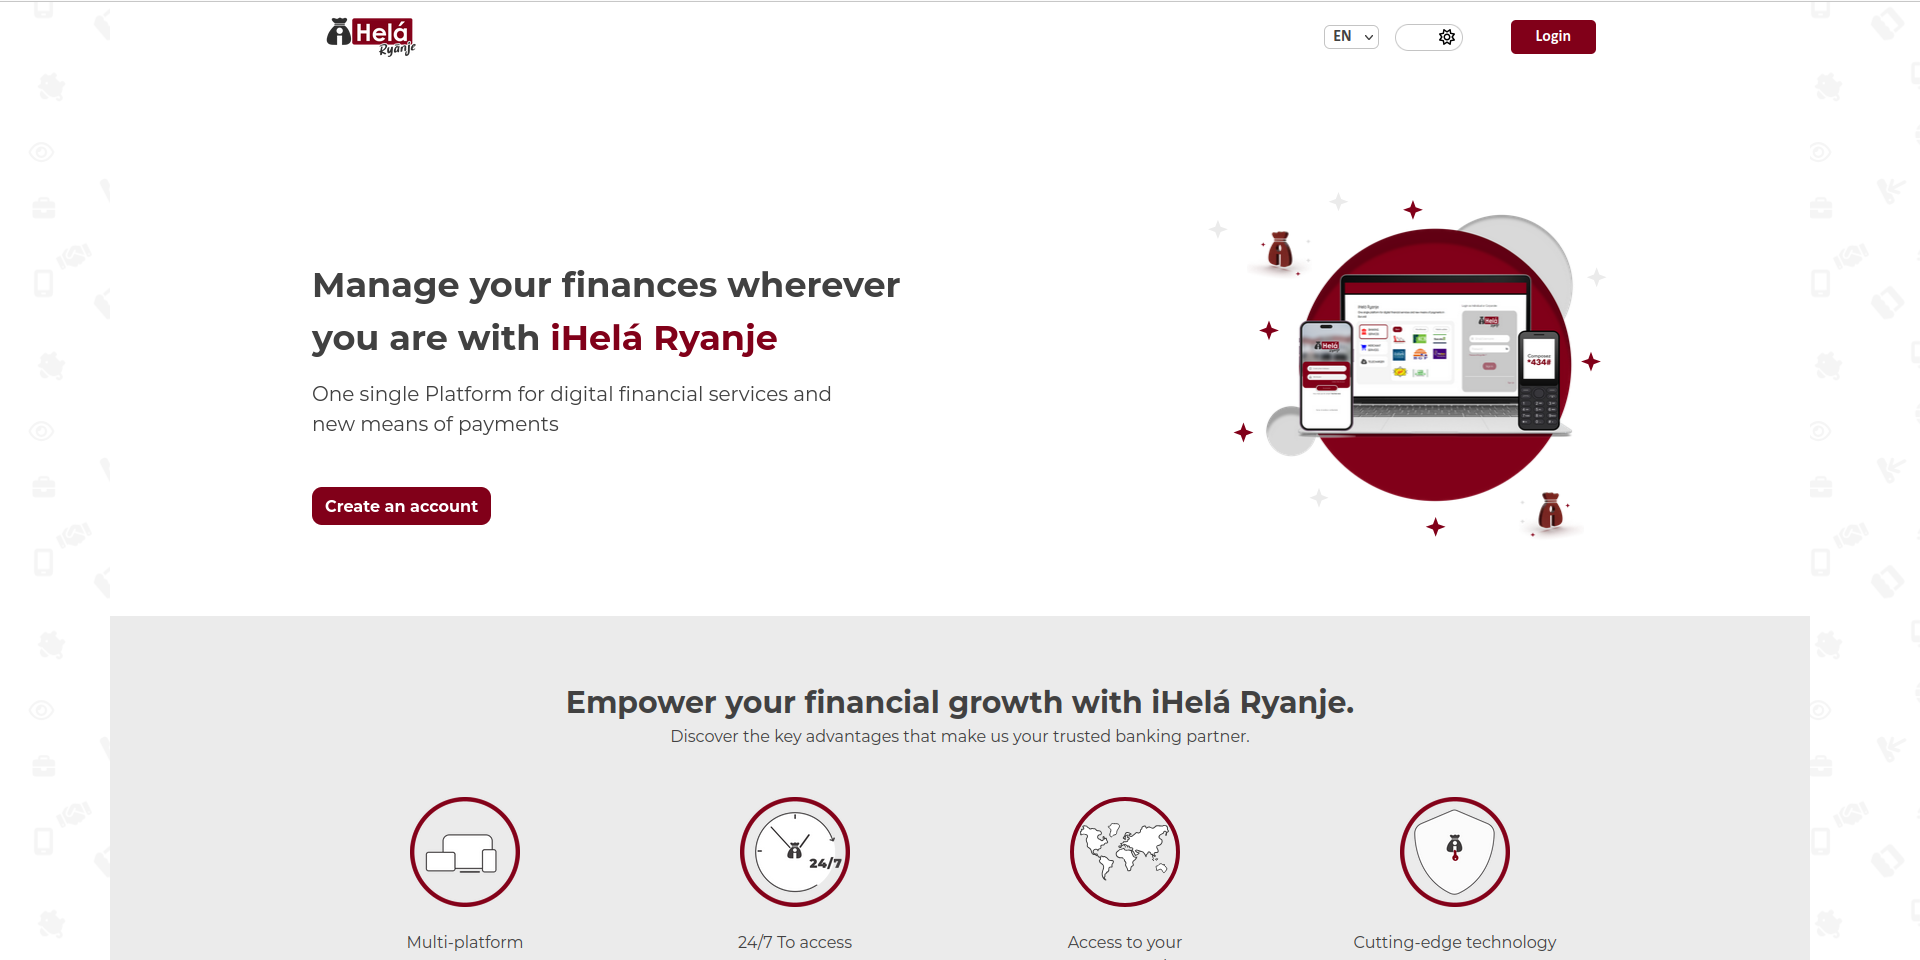 iHelá
Ryanje
EN
Login
Manage your finances wherever
you are with iHelá Ryanje
One single Platform for digital financial services and
new means of payments
Create an account
Composez
*434#
Empower your financial growth with iHelá Ryanje.
Discover the key advantages that make us your trusted banking partner.
24/7
Multi-platform
24/7 To access
Access to your
Cutting-edge technology